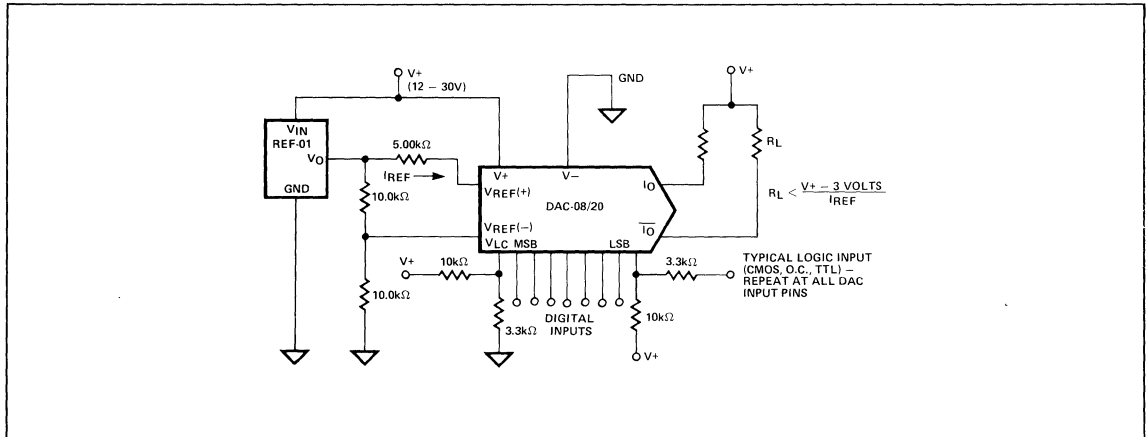 V+
(12 – 30V)
GND
V+
VIN
REF-01
VO
GND
5.00kΩ
IREF
10.0kΩ
V+
V–
VREF(+)
DAC-08/20
VREF(–)
VLC MSB
LSB
IO
IO
RL
RL < V+ – 3 VOLTS
IREF
V+
10kΩ
10.0kΩ
3.3kΩ
DIGITAL
INPUTS
3.3kΩ
10kΩ
V+
TYPICAL LOGIC INPUT
(CMOS, O.C., TTL) –
REPEAT AT ALL DAC
INPUT PINS